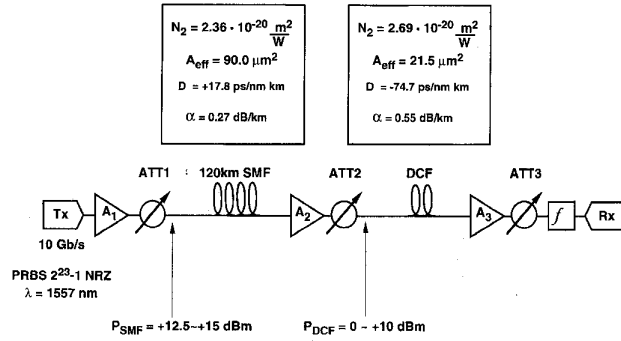 N2 = 2.36 · 10-20 m2/W
Aeff = 90.0 μm2
D = +17.8 ps/nm km
α = 0.27 dB/km
N2 = 2.69 · 10-20 m2/W
Aeff = 21.5 μm2
D = -74.7 ps/nm km
α = 0.55 dB/km
ATT1 : 120km SMF ATT2 DCF ATT3
Tx A1 A2 A3 f Rx
10 Gb/s
PRBS 223-1 NRZ
λ = 1557 nm
PSMF = +12.5~+15 dBm PDCF = 0 ~ +10 dBm